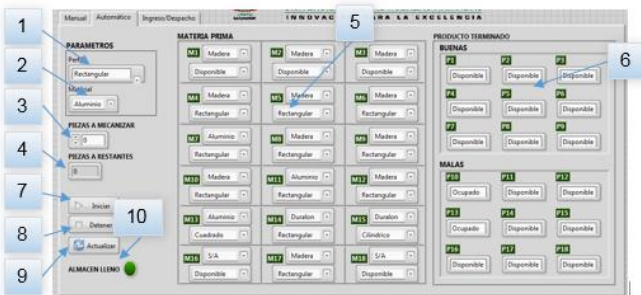 Manual Automático Ingreso/Despacho
INNOVAC PARA LA EXCELENCIA
1
2
3
4
7
8
9
10
5
6
PARAMETROS
Perfil
Rectangular
Material
Aluminio
PIEZAS A MECANIZAR
0
PIEZAS A RESTANTES
0
Iniciar
Detener
Actualizar
ALMACEN LLENO
MATERIA PRIMA
M1 Madera M2 Madera M3 Madera
Disponible Disponible Disponible
M4 Madera M5 Madera M6 Madera
Rectangular Rectangular Rectangular
M7 Aluminio M8 Madera M9 Madera
Rectangular Rectangular Rectangular
M10 Madera M11 Aluminio M12 Madera
Rectangular Rectangular Rectangular
M13 Aluminio M14 Duralon M15 Duralon
Cuadrado Rectangular Cilindrico
M16 S/A M17 Madera M18 S/A
Disponible Rectangular Disponible
PRODUCTO TERMINADO
BUENAS
P1 P2 P3
Disponible Disponible Disponible
P4 P5 P6
Disponible Disponible Disponible
P7 P8 P9
Disponible Disponible Disponible
MALAS
P10 P11 P12
Ocupado Disponible Disponible
P13 P14 P15
Ocupado Disponible Disponible
P16 P17 P18
Disponible Disponible Disponible